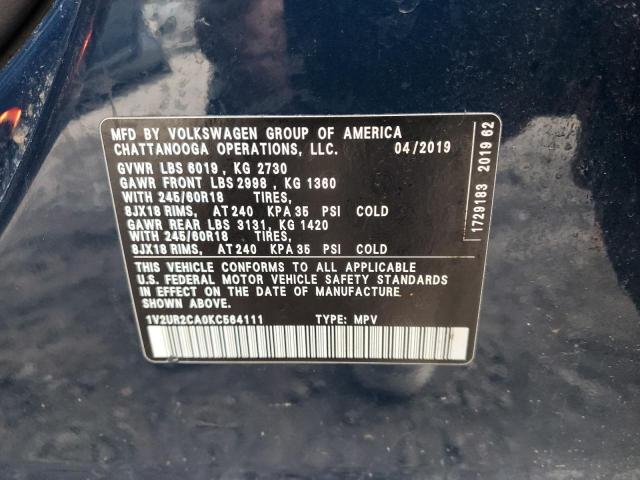 MFD BY VOLKSWAGEN GROUP OF AMERICA
CHATTANOOGA OPERATIONS, LLC. 04/2019
GVWR LBS 6019 , KG 2730
GAWR FRONT LBS 2998 , KG 1360
WITH 245/60R18 TIRES,
8JX18 RIMS, AT 240 KPA 35 PSI COLD
GAWR REAR LBS 3131, KG 1420
WITH 245/60R18 TIRES,
8JX18 RIMS, AT 240 KPA 35 PSI COLD
THIS VEHICLE CONFORMS TO ALL APPLICABLE
U.S. FEDERAL MOTOR VEHICLE SAFETY STANDARDS
IN EFFECT ON THE DATE OF MANUFACTURE
SHOWN ABOVE.
1V2UR2CA0KC564111 TYPE: MPV
1729183 2019 62